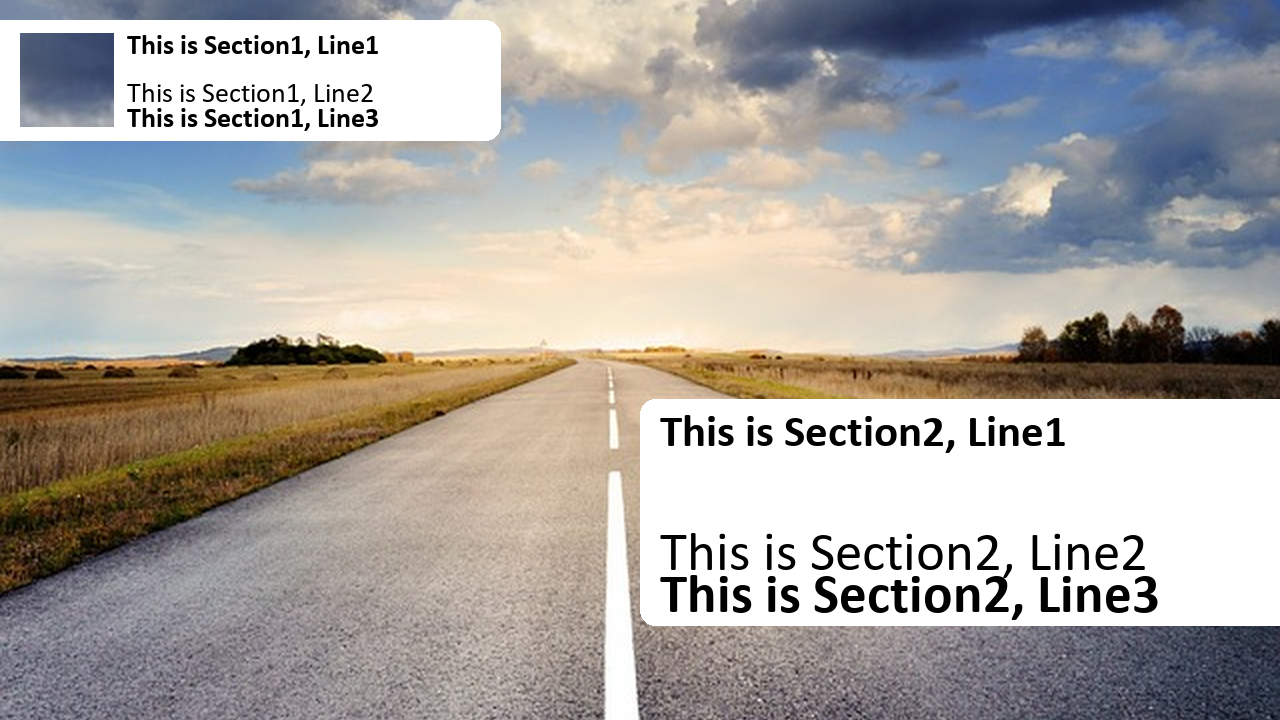 This is Section1, Line1
This is Section1, Line2
This is Section1, Line3
This is Section2, Line1
This is Section2, Line2
This is Section2, Line3